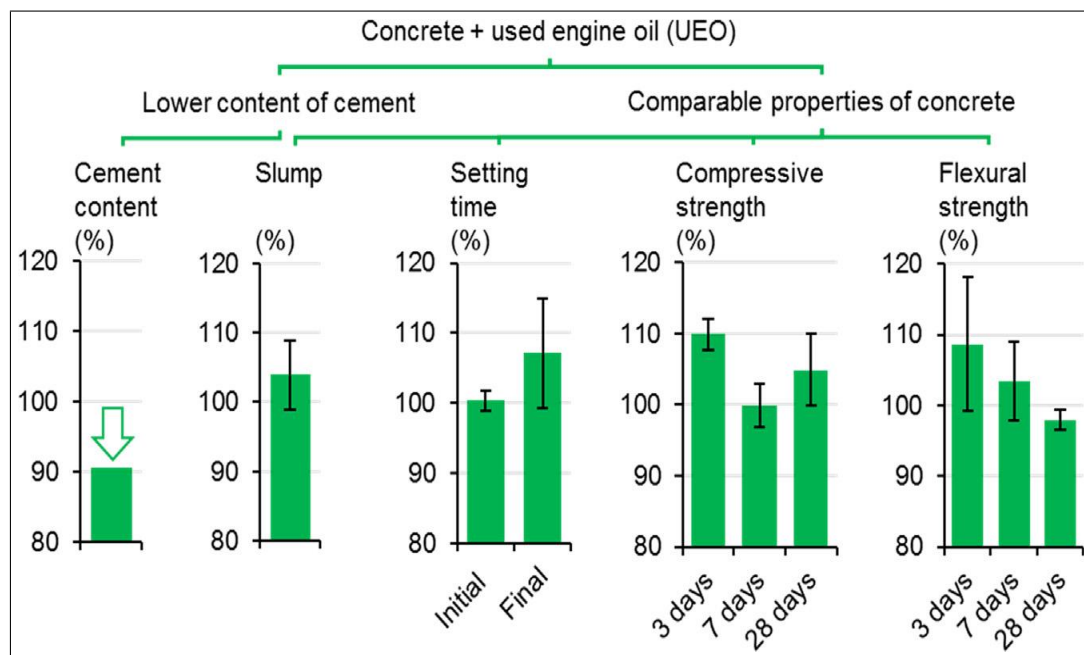 Concrete + used engine oil (UEO)
Lower content of cement
Comparable properties of concrete
Cement
content
(%)
120
110
100
90
80
Slump
(%)
120
110
100
90
80
Setting
time
(%)
120
110
100
90
80
Initial
Final
Compressive
strength
(%)
120
110
100
90
80
3 days
7 days
28 days
Flexural
strength
(%)
120
110
100
90
80
3 days
7 days
28 days